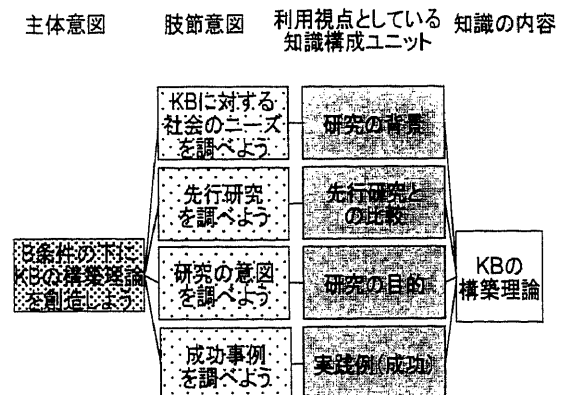 主体意図
肢節意図
利用視点としている
知識構成ユニット
知識の内容
KBに対する
社会のニーズ
を調べよう
研究の背景
先行研究
を調べよう
先行研究と
の比較
B条件の下に
KBの構築理論
を創造しよう
研究の意図
を調べよう
研究の目的
KBの
構築理論
成功事例
を調べよう
実践例(成功)